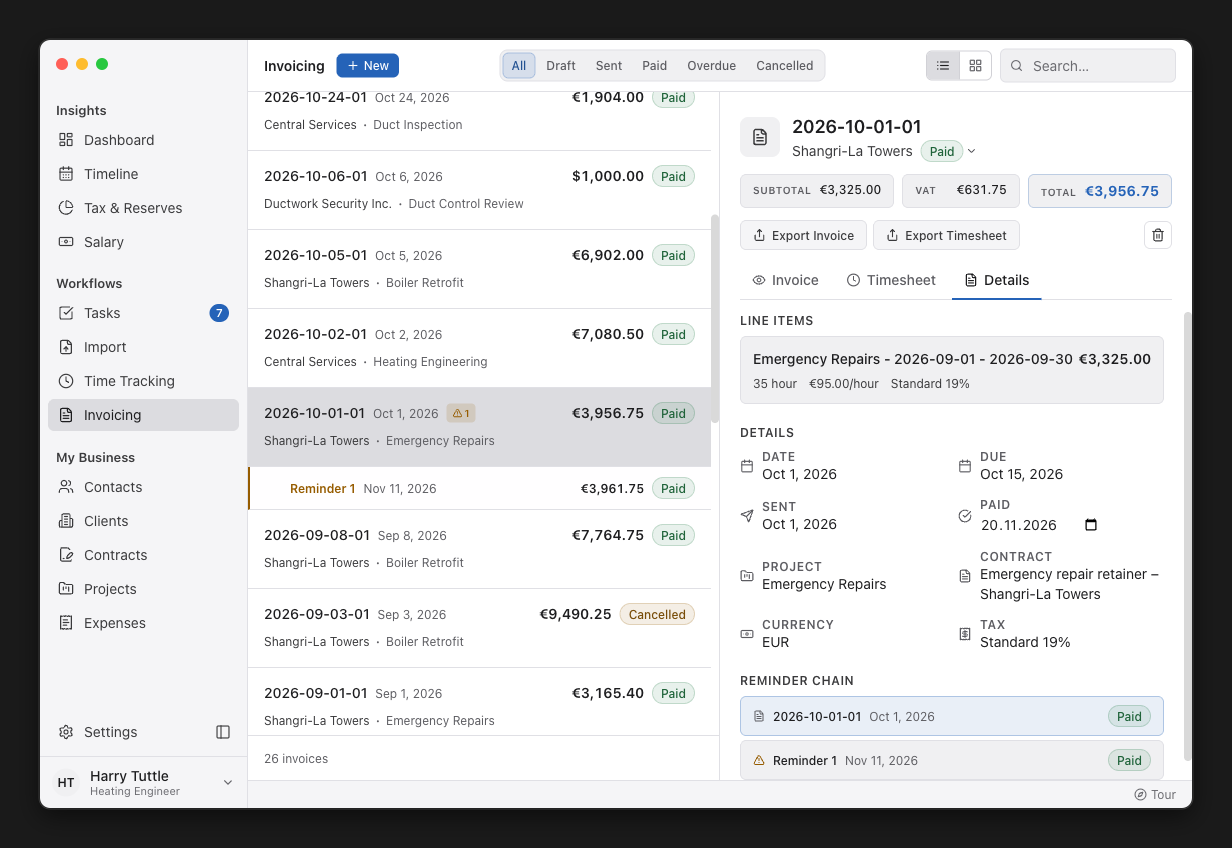 Insights
Dashboard
Timeline
Tax & Reserves
Salary
Workflows
Tasks 7
Import
Time Tracking
Invoicing
My Business
Contacts
Clients
Contracts
Projects
Expenses
Settings
HT Harry Tuttle
Heating Engineer
Invoicing + New All Draft Sent Paid Overdue Cancelled Search...
2026-10-24-01 Oct 24, 2026 €1,904.00 Paid
Central Services · Duct Inspection
2026-10-06-01 Oct 6, 2026 $1,000.00 Paid
Ductwork Security Inc. · Duct Control Review
2026-10-05-01 Oct 5, 2026 €6,902.00 Paid
Shangri-La Towers · Boiler Retrofit
2026-10-02-01 Oct 2, 2026 €7,080.50 Paid
Central Services · Heating Engineering
2026-10-01-01 Oct 1, 2026 1 €3,956.75 Paid
Shangri-La Towers · Emergency Repairs
Reminder 1 Nov 11, 2026 €3,961.75 Paid
2026-09-08-01 Sep 8, 2026 €7,764.75 Paid
Shangri-La Towers · Boiler Retrofit
2026-09-03-01 Sep 3, 2026 €9,490.25 Cancelled
Shangri-La Towers · Boiler Retrofit
2026-09-01-01 Sep 1, 2026 €3,165.40 Paid
Shangri-La Towers · Emergency Repairs
26 invoices
2026-10-01-01
Shangri-La Towers Paid
SUBTOTAL €3,325.00 VAT €631.75 TOTAL €3,956.75
Export Invoice Export Timesheet
Invoice Timesheet Details
LINE ITEMS
Emergency Repairs - 2026-09-01 - 2026-09-30 €3,325.00
35 hour €95.00/hour Standard 19%
DETAILS
DATE
Oct 1, 2026
DUE
Oct 15, 2026
SENT
Oct 1, 2026
PAID
20.11.2026
PROJECT
Emergency Repairs
CONTRACT
Emergency repair retainer –
Shangri-La Towers
CURRENCY
EUR
TAX
Standard 19%
REMINDER CHAIN
2026-10-01-01 Oct 1, 2026 Paid
Reminder 1 Nov 11, 2026 Paid
Tour